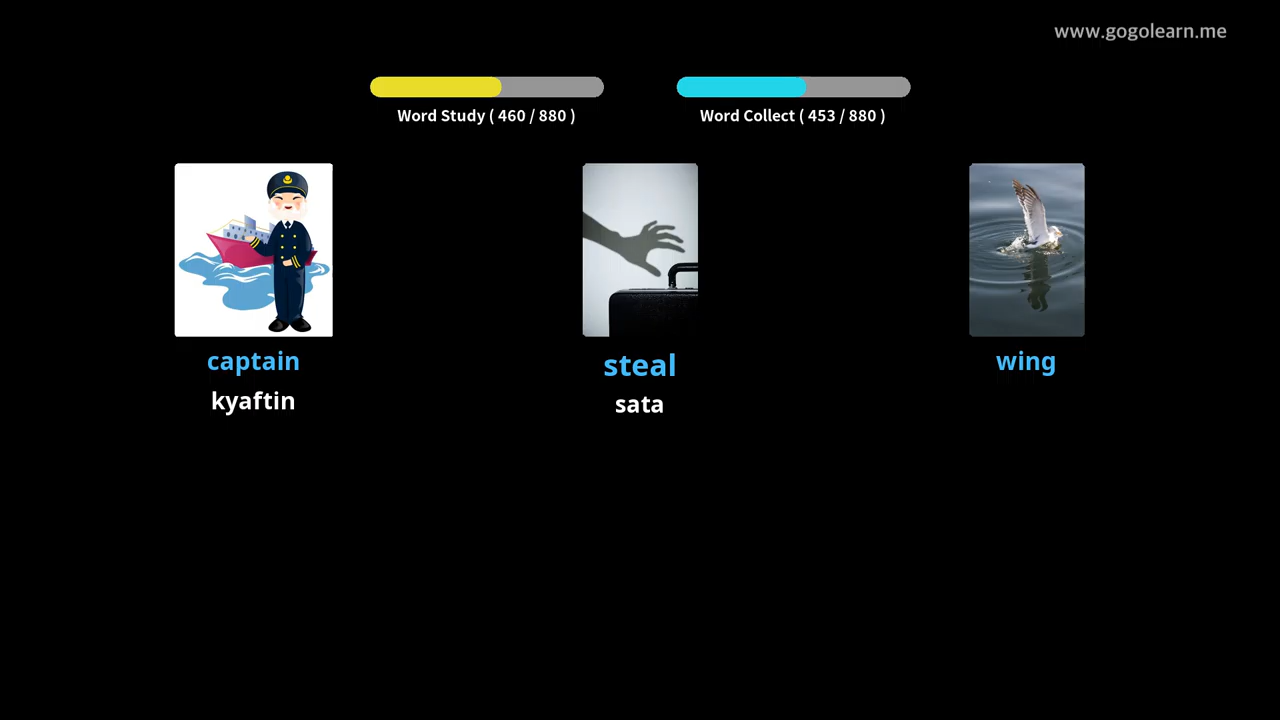 www.gogolearn.me
Word Study ( 460 / 880 )
Word Collect ( 453 / 880 )
captain
kyaftin
steal
sata
wing